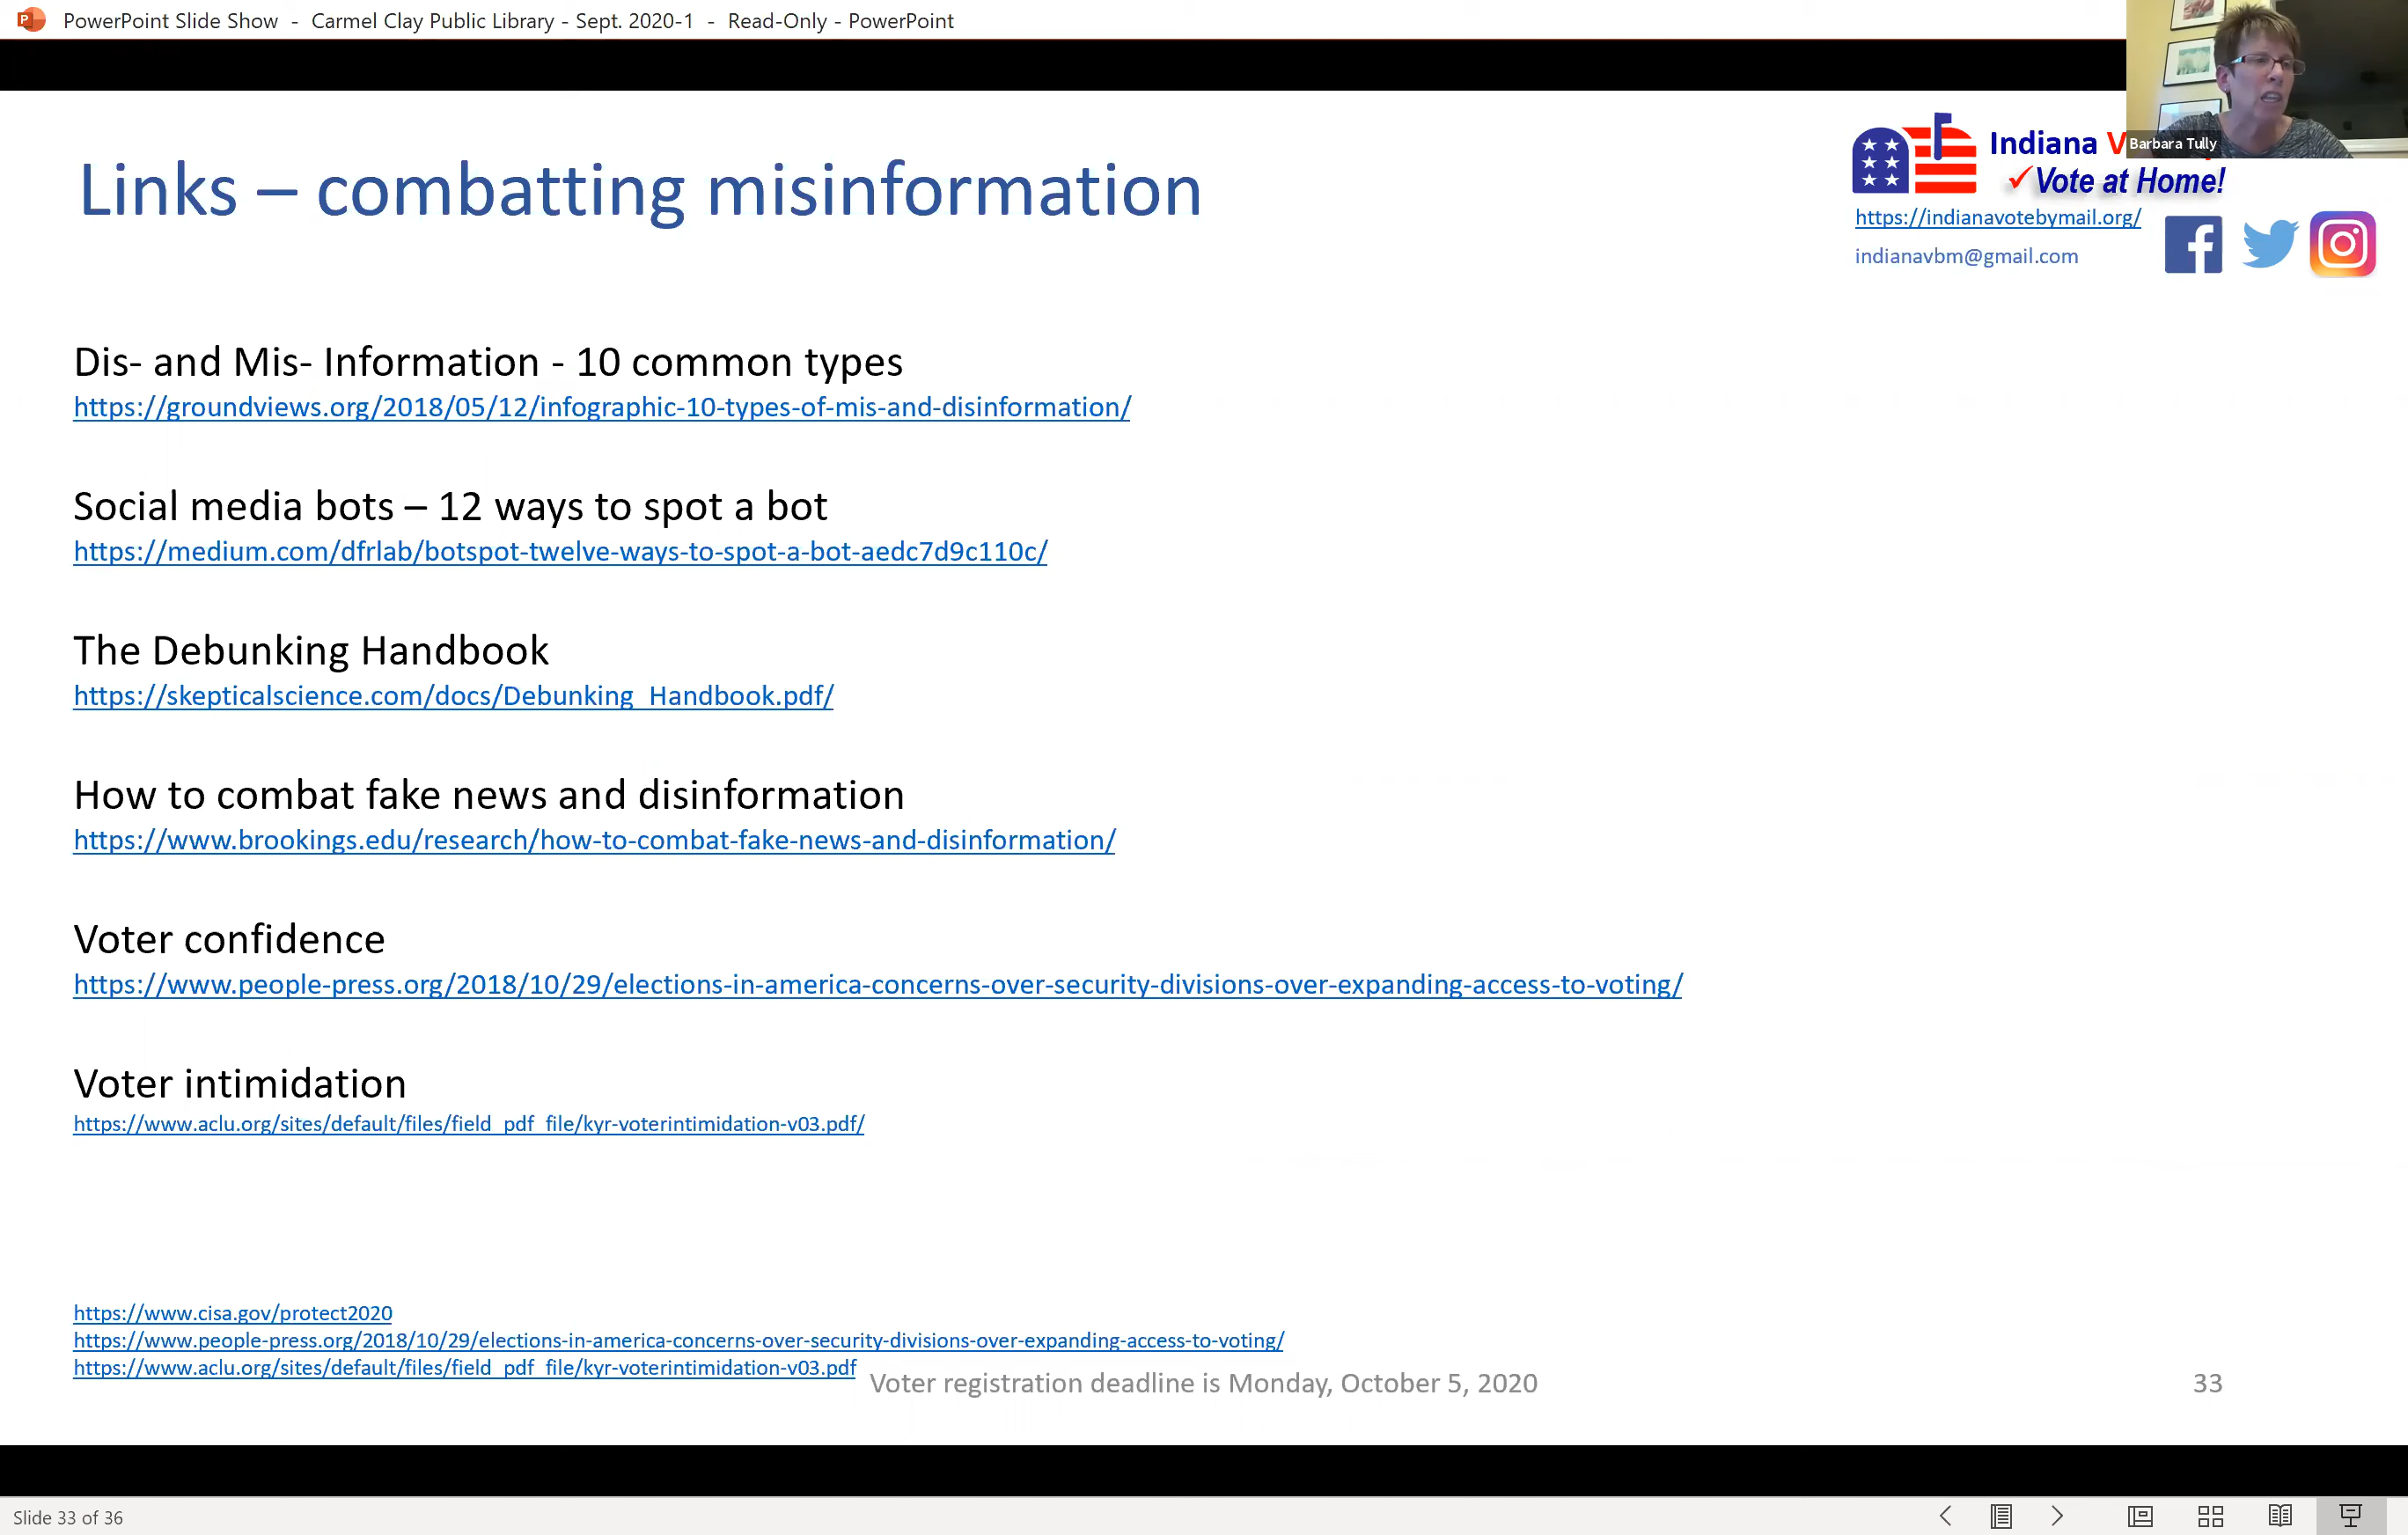 PowerPoint Slide Show - Carmel Clay Public Library - Sept. 2020-1 - Read-Only - PowerPoint
Links – combatting misinformation
Indiana V
Barbara Tully
✓Vote at Home!
https://indianavotebymail.org/
indianavbm@gmail.com
Dis- and Mis- Information - 10 common types
https://groundviews.org/2018/05/12/infographic-10-types-of-mis-and-disinformation/
Social media bots – 12 ways to spot a bot
https://medium.com/dfrlab/botspot-twelve-ways-to-spot-a-bot-aedc7d9c110c/
The Debunking Handbook
https://skepticalscience.com/docs/Debunking_Handbook.pdf/
How to combat fake news and disinformation
https://www.brookings.edu/research/how-to-combat-fake-news-and-disinformation/
Voter confidence
https://www.people-press.org/2018/10/29/elections-in-america-concerns-over-security-divisions-over-expanding-access-to-voting/
Voter intimidation
https://www.aclu.org/sites/default/files/field_pdf_file/kyr-voterintimidation-v03.pdf/
https://www.cisa.gov/protect2020
https://www.people-press.org/2018/10/29/elections-in-america-concerns-over-security-divisions-over-expanding-access-to-voting/
https://www.aclu.org/sites/default/files/field_pdf_file/kyr-voterintimidation-v03.pdf
Voter registration deadline is Monday, October 5, 2020
33
Slide 33 of 36